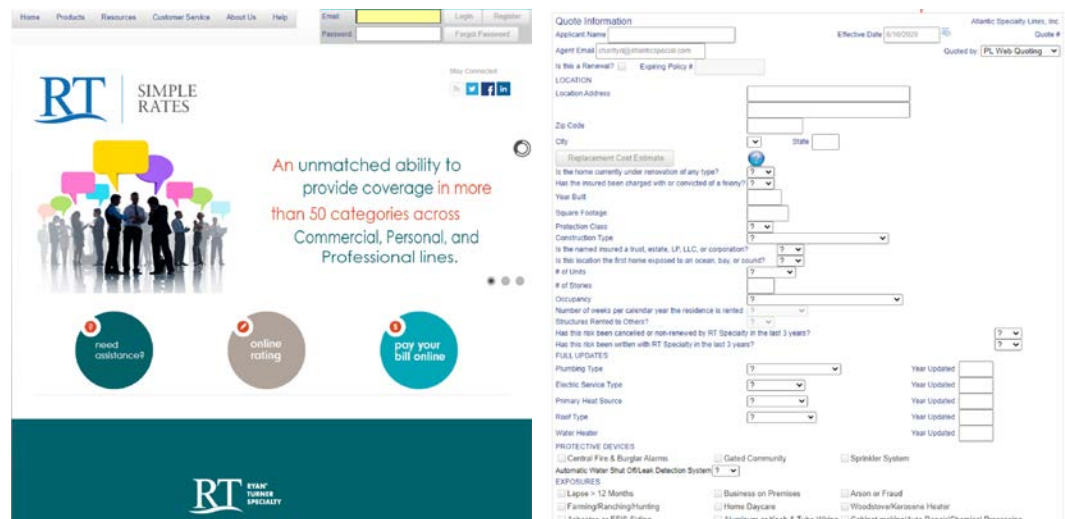 Home Products Resources Customer Service About Us Help
Email Login Register
Password Forgot Password
Stay Connected
RT SIMPLE
RATES
An unmatched ability to
provide coverage in more
than 50 categories across
Commercial, Personal, and
Professional lines.
need
assistance?
online
rating
pay your
bill online
RT RYAN
TURNER
SPECIALTY
Quote Information Atlantic Specialty Lines, Inc.
Applicant Name Effective Date Quote #
Agent Email Quoted by PL Web Quoting
Is this a Renewal? Expiring Policy #
LOCATION
Location Address
Zip Code
City State
Replacement Cost Estimate
Is the home currently under renovation of any type? ?
Has the insured been charged with or convicted of a felony? ?
Year Built
Square Footage
Protection Class ?
Construction Type ?
Is the named insured a trust, estate, LP, LLC, or corporation? ?
Is this location the first home exposed to an ocean, bay, or sound? ?
# of Units ?
# of Stories
Occupancy ?
Number of weeks per calendar year the residence is rented ?
Structures Rented to Others? ?
Has this risk been cancelled or non-renewed by RT Specialty in the last 3 years? ?
Has this risk been written with RT Specialty in the last 3 years? ?
FULL UPDATES
Plumbing Type ? Year Updated
Electric Service Type ? Year Updated
Primary Heat Source ? Year Updated
Roof Type ? Year Updated
Water Heater Year Updated
PROTECTIVE DEVICES
Central Fire & Burglar Alarms Gated Community Sprinkler System
Automatic Water Shut Off/Leak Detection System ?
EXPOSURES
Lapse > 12 Months Business on Premises Arson or Fraud
Farming/Ranching/Hunting Home Daycare Woodstove/Kerosene Heater